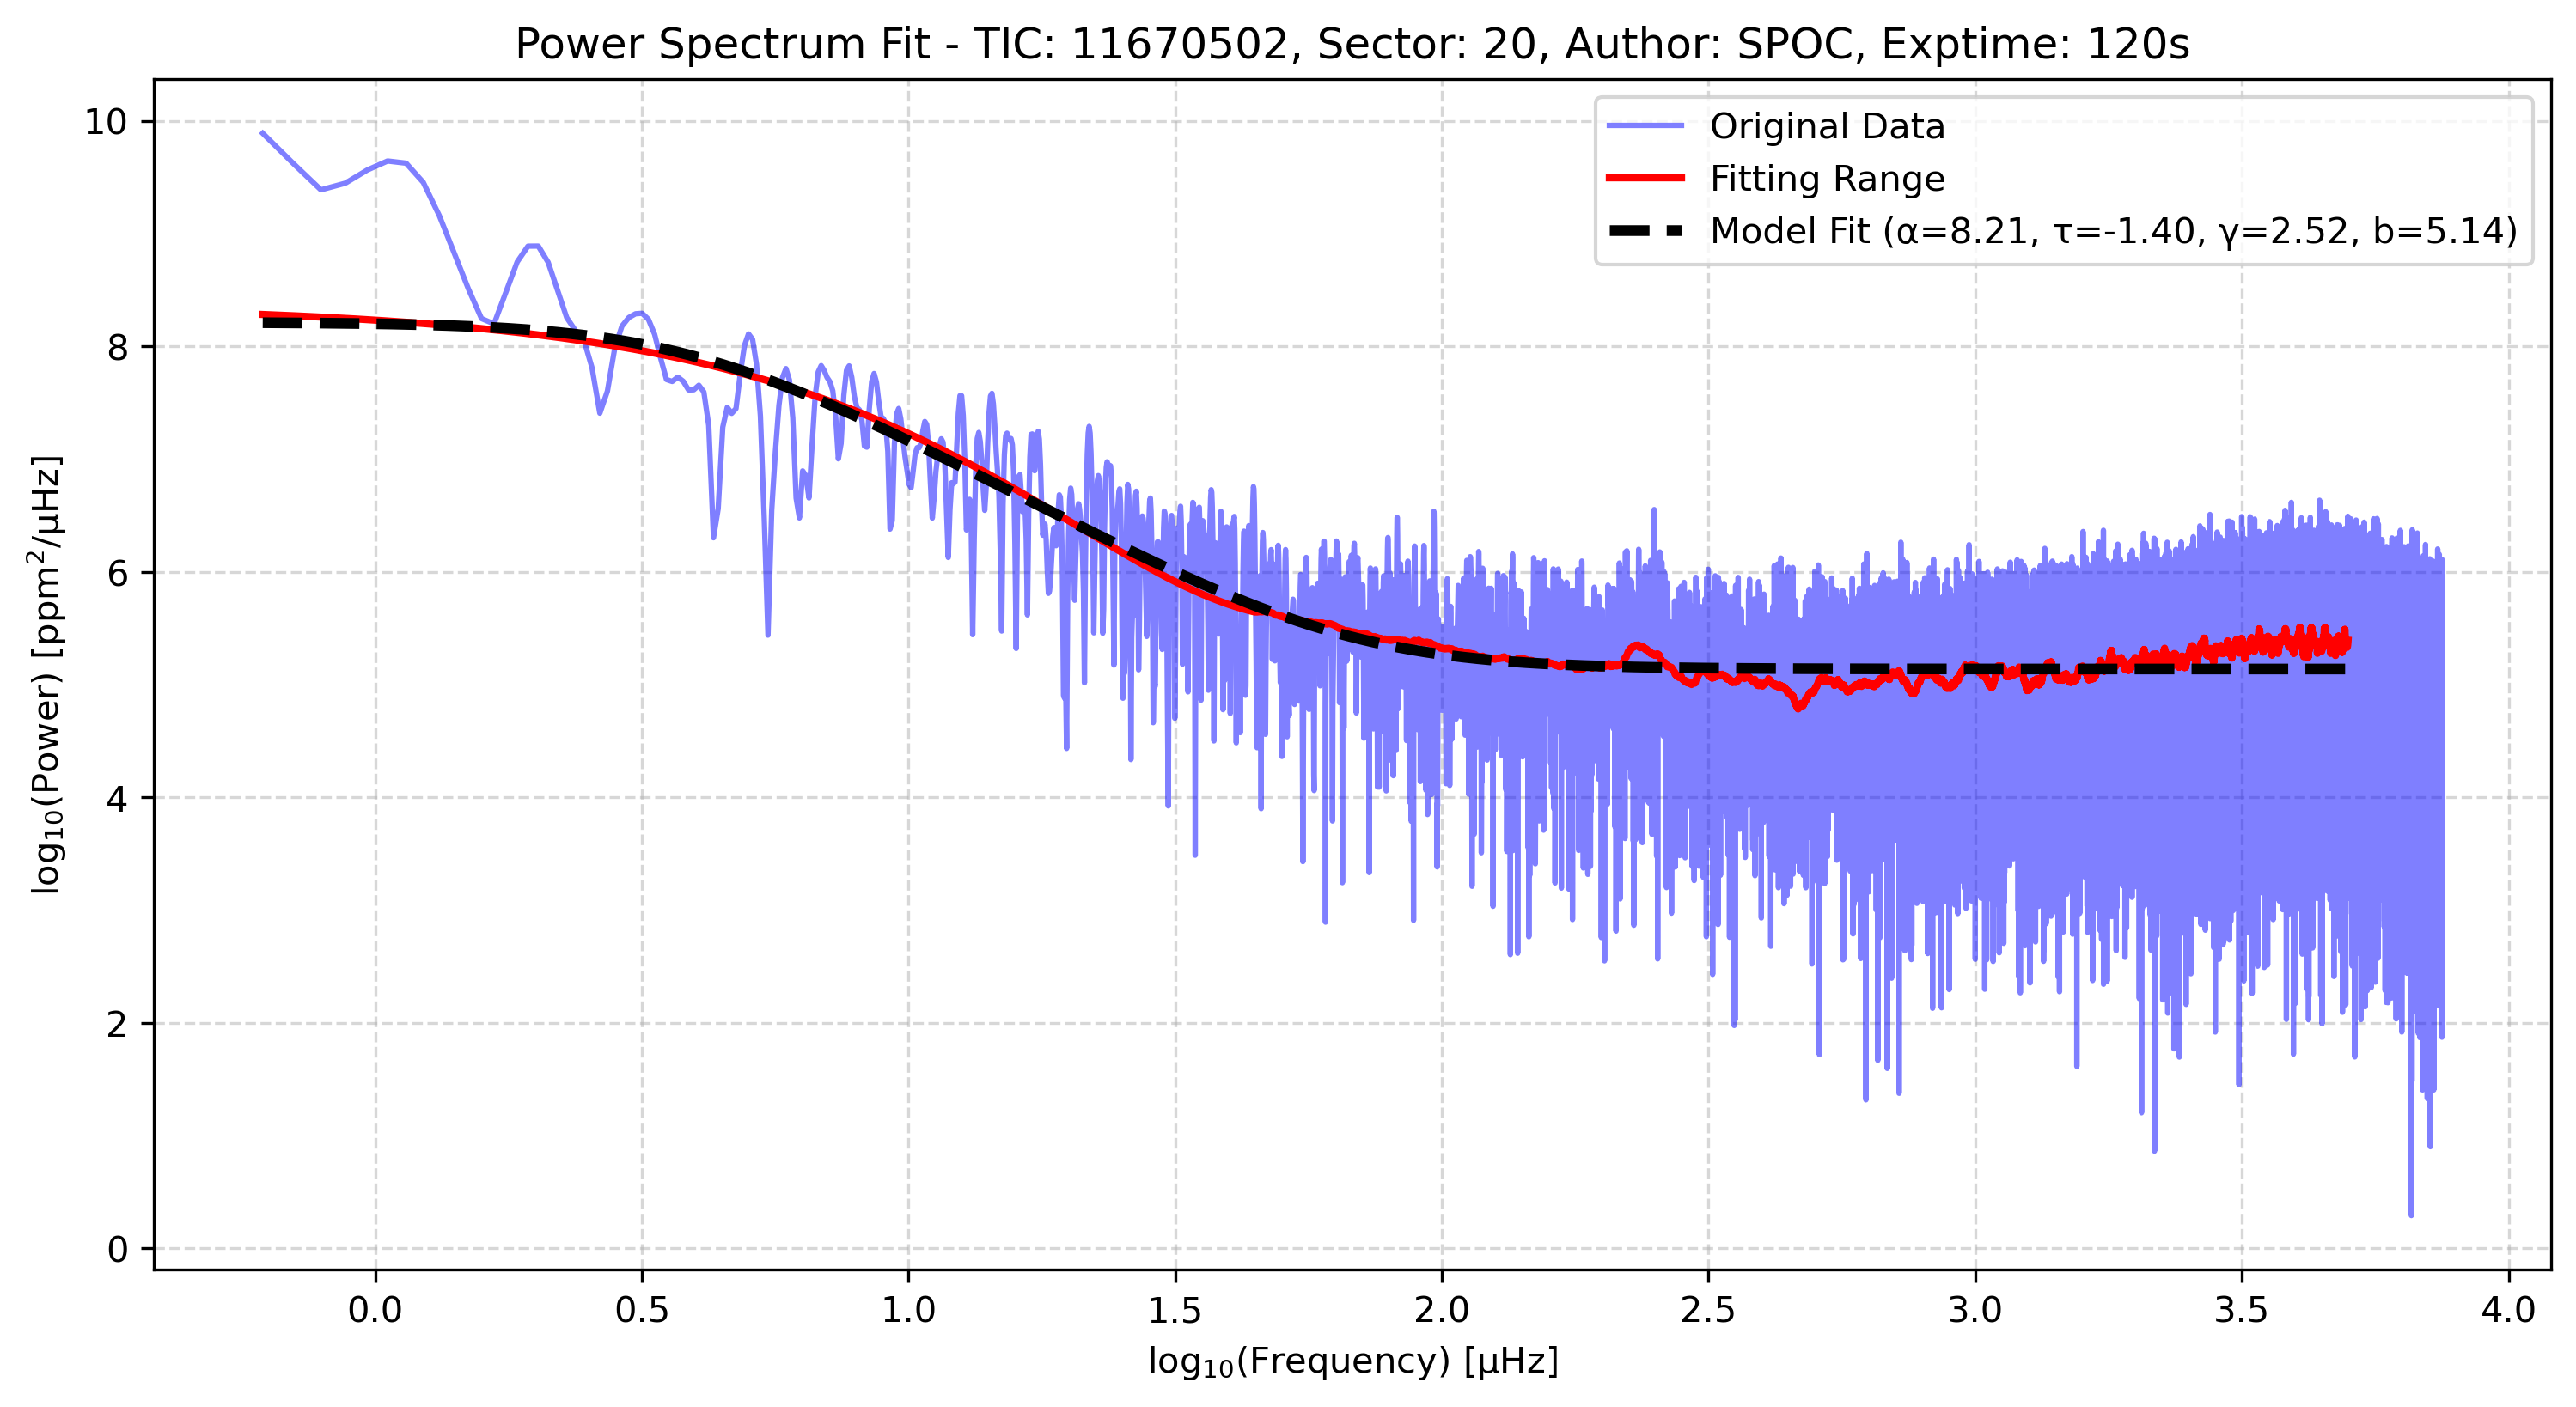 Power Spectrum Fit - TIC: 11670502, Sector: 20, Author: SPOC, Exptime: 120s
Original Data
Fitting Range
Model Fit (α=8.21, τ=-1.40, γ=2.52, b=5.14)
log₁₀(Power) [ppm²/μHz]
10
8
6
4
2
0
0.0 0.5 1.0 1.5 2.0 2.5 3.0 3.5 4.0
log₁₀(Frequency) [μHz]